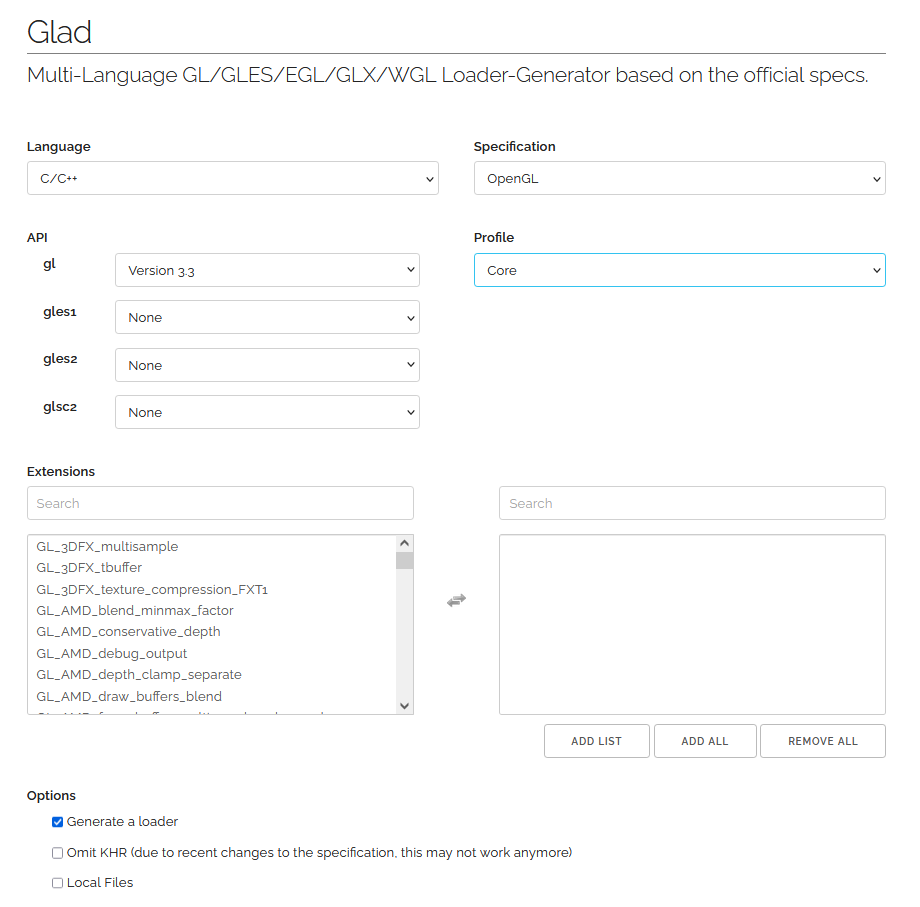 Glad
Multi-Language GL/GLES/EGL/GLX/WGL Loader-Generator based on the official specs.
Language
Specification
C/C++
OpenGL
API
Profile
gl
Version 3.3
Core
gles1
None
gles2
None
glsc2
None
Extensions
Search
Search
GL_3DFX_multisample
GL_3DFX_tbuffer
GL_3DFX_texture_compression_FXT1
GL_AMD_blend_minmax_factor
GL_AMD_conservative_depth
GL_AMD_debug_output
GL_AMD_depth_clamp_separate
GL_AMD_draw_buffers_blend
ADD LIST
ADD ALL
REMOVE ALL
Options
Generate a loader
Omit KHR (due to recent changes to the specification, this may not work anymore)
Local Files